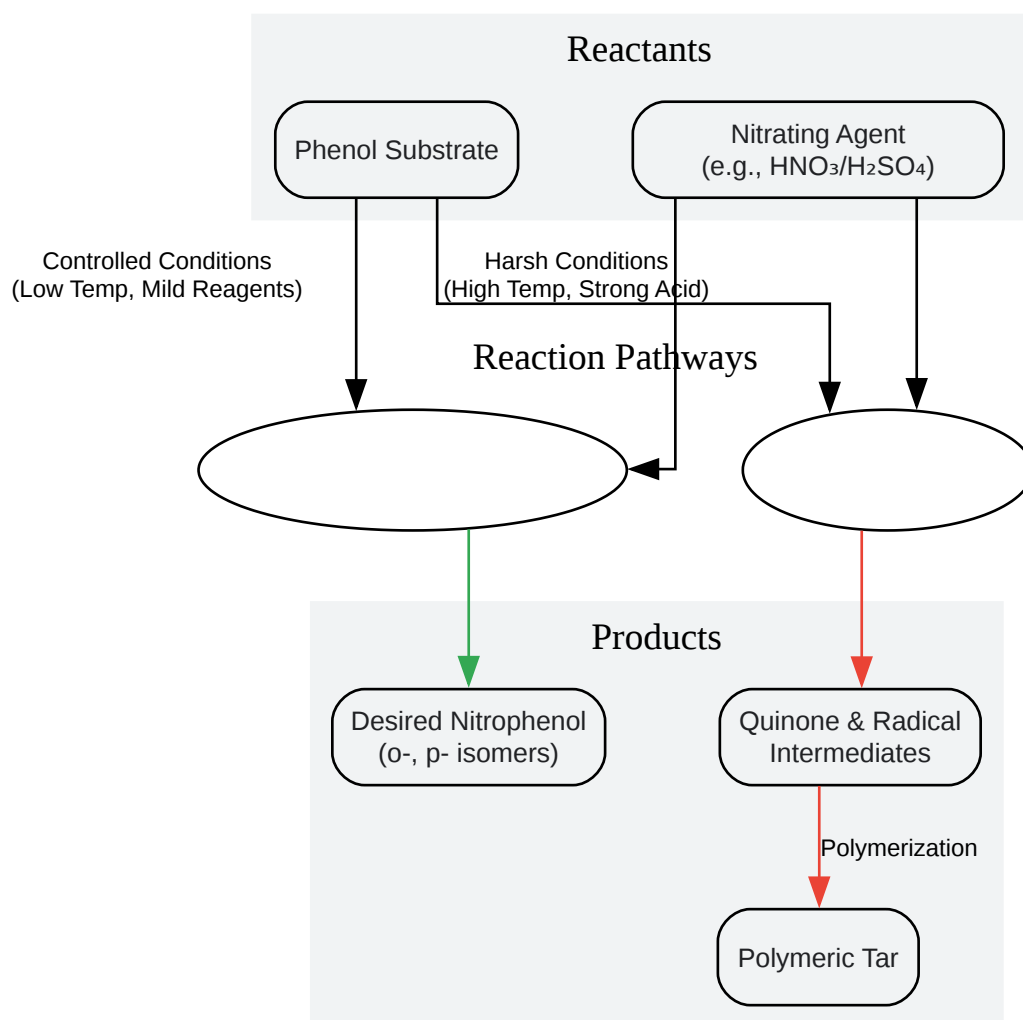 Reactants
Phenol Substrate
Nitrating Agent
(e.g., HNO₃/H₂SO₄)
Controlled Conditions
(Low Temp, Mild Reagents)
Harsh Conditions
(High Temp, Strong Acid)
Reaction Pathways
Products
Desired Nitrophenol
(o-, p- isomers)
Quinone & Radical
Intermediates
Polymerization
Polymeric Tar